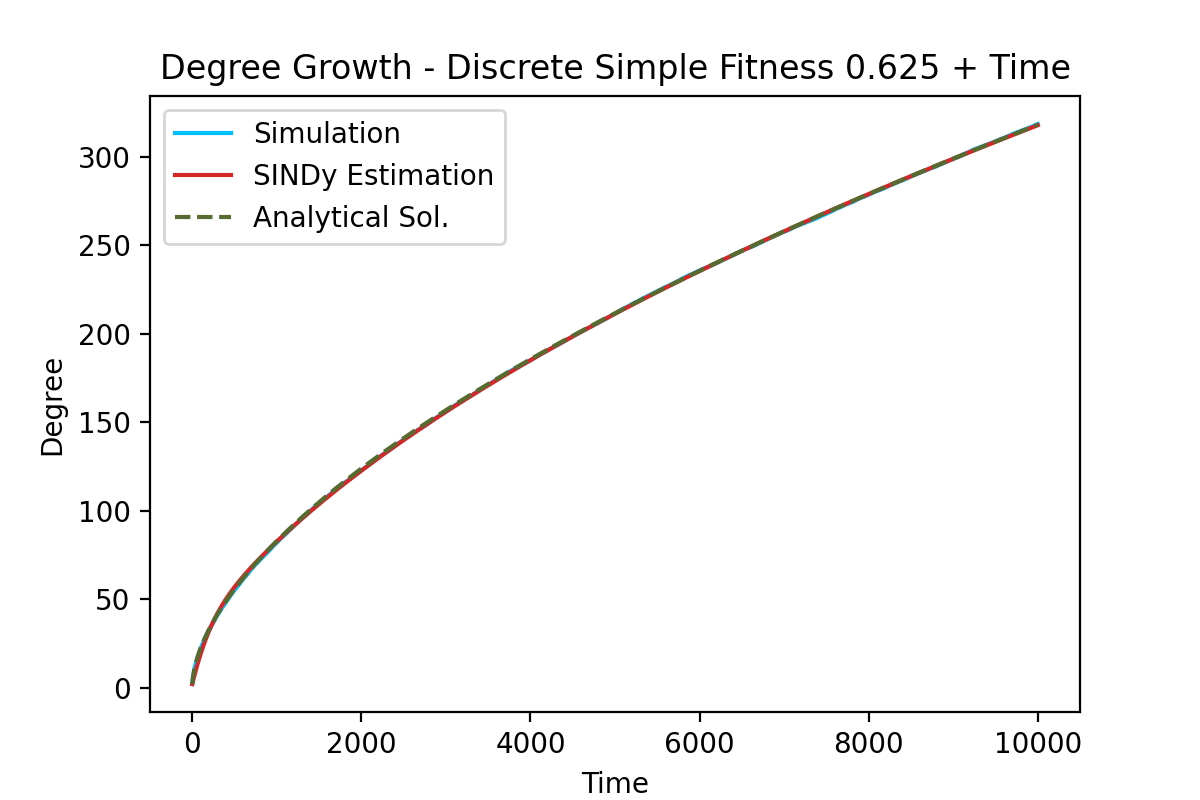 Degree Growth - Discrete Simple Fitness 0.625 + Time
Simulation
SINDy Estimation
Analytical Sol.
300
250
200
150
100
50
0
Degree
0 2000 4000 6000 8000 10000
Time